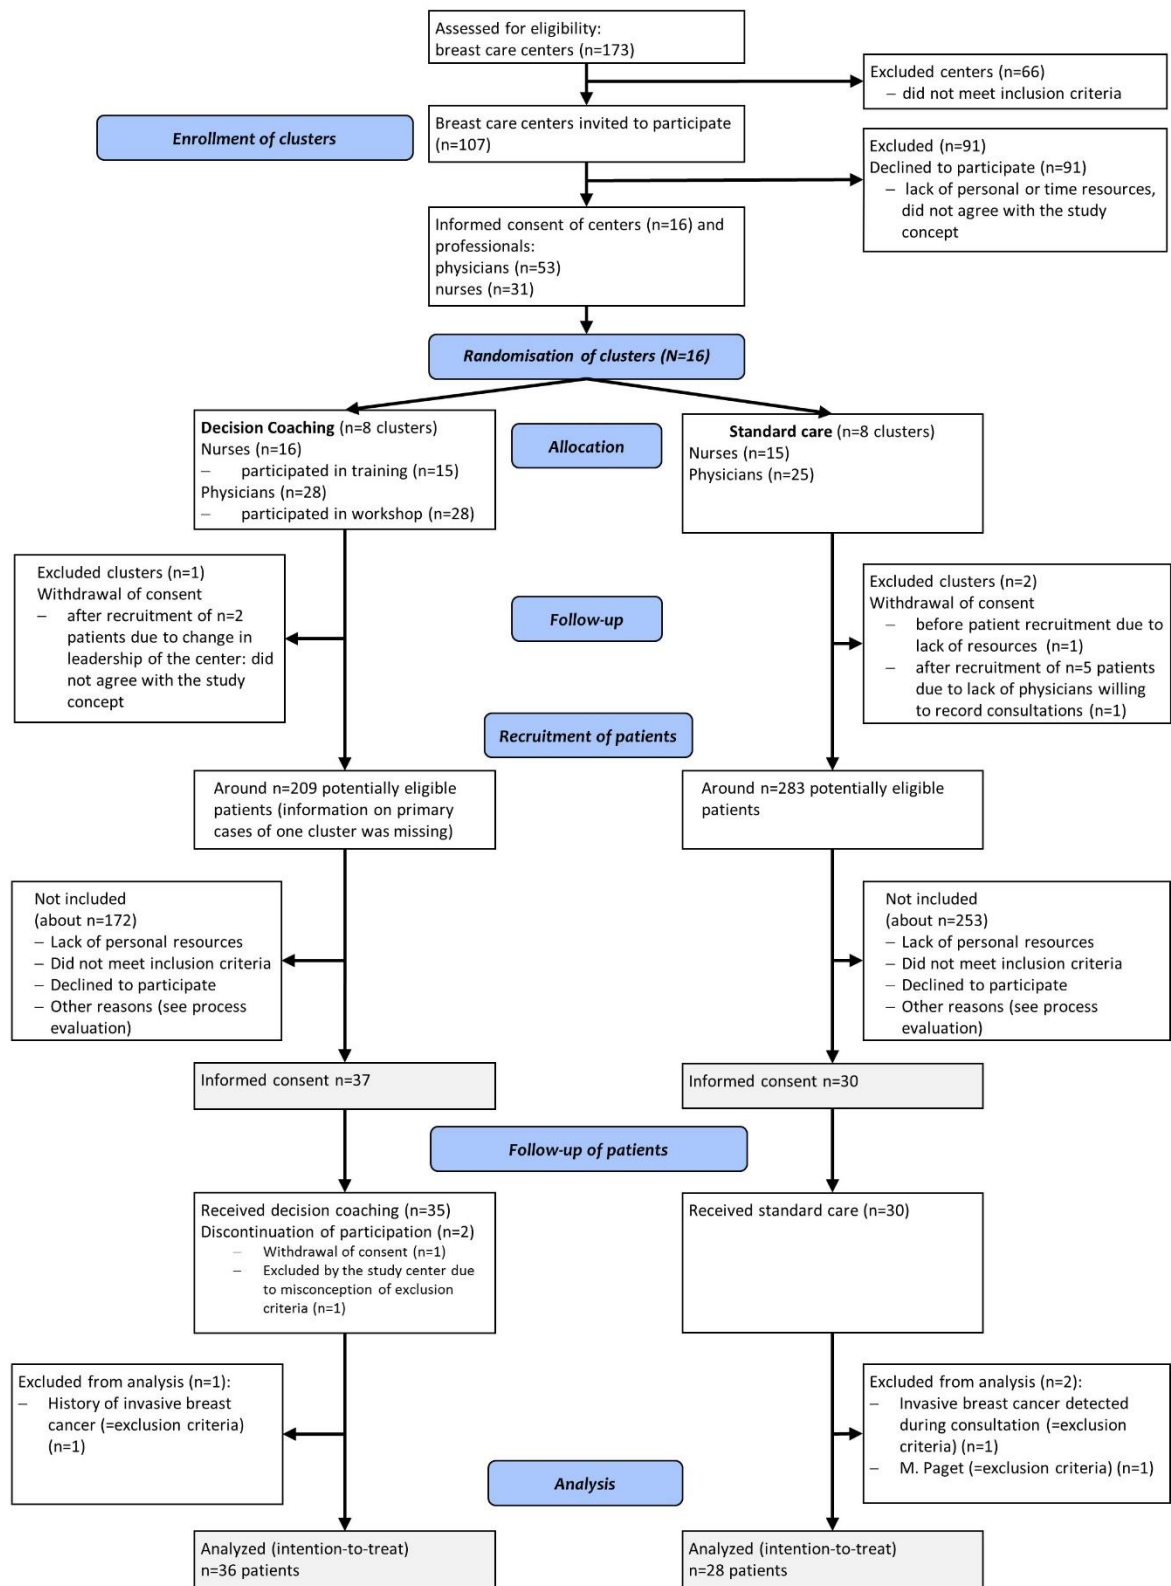 Assessed for eligibility:
breast care centers (n=173)
Excluded centers (n=66)
– did not meet inclusion criteria
Enrollment of clusters
Breast care centers invited to participate
(n=107)
Excluded (n=91)
Declined to participate (n=91)
– lack of personal or time resources,
did not agree with the study
concept
Informed consent of centers (n=16) and
professionals:
physicians (n=53)
nurses (n=31)
Randomisation of clusters (N=16)
Decision Coaching (n=8 clusters)
Nurses (n=16)
– participated in training (n=15)
Physicians (n=28)
– participated in workshop (n=28)
Allocation
Standard care (n=8 clusters)
Nurses (n=15)
Physicians (n=25)
Excluded clusters (n=1)
Withdrawal of consent
– after recruitment of n=2
patients due to change in
leadership of the center: did
not agree with the study
concept
Follow-up
Excluded clusters (n=2)
Withdrawal of consent
– before patient recruitment due to
lack of resources (n=1)
– after recruitment of n=5 patients
due to lack of physicians willing
to record consultations (n=1)
Recruitment of patients
Around n=209 potentially eligible
patients (information on primary
cases of one cluster was missing)
Around n=283 potentially eligible
patients
Not included
(about n=172)
– Lack of personal resources
– Did not meet inclusion criteria
– Declined to participate
– Other reasons (see process
evaluation)
Not included
(about n=253)
– Lack of personal resources
– Did not meet inclusion criteria
– Declined to participate
– Other reasons (see process
evaluation)
Informed consent n=37
Informed consent n=30
Follow-up of patients
Received decision coaching (n=35)
Discontinuation of participation (n=2)
– Withdrawal of consent (n=1)
– Excluded by the study center due
to misconception of exclusion
criteria (n=1)
Received standard care (n=30)
Excluded from analysis (n=1):
– History of invasive breast
cancer (=exclusion criteria)
(n=1)
Excluded from analysis (n=2):
– Invasive breast cancer detected
during consultation (=exclusion
criteria) (n=1)
– M. Paget (=exclusion criteria) (n=1)
Analysis
Analyzed (intention-to-treat)
n=36 patients
Analyzed (intention-to-treat)
n=28 patients